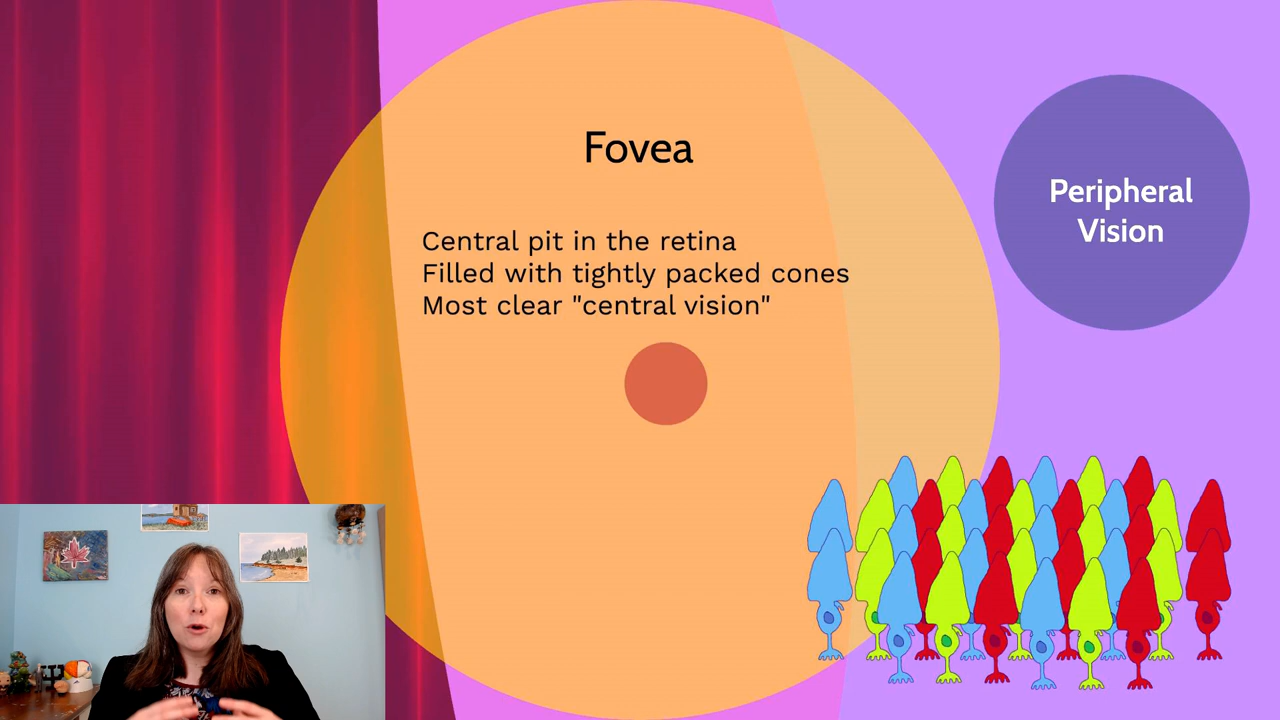 Fovea
Central pit in the retina
Filled with tightly packed cones
Most clear "central vision"
Peripheral
Vision